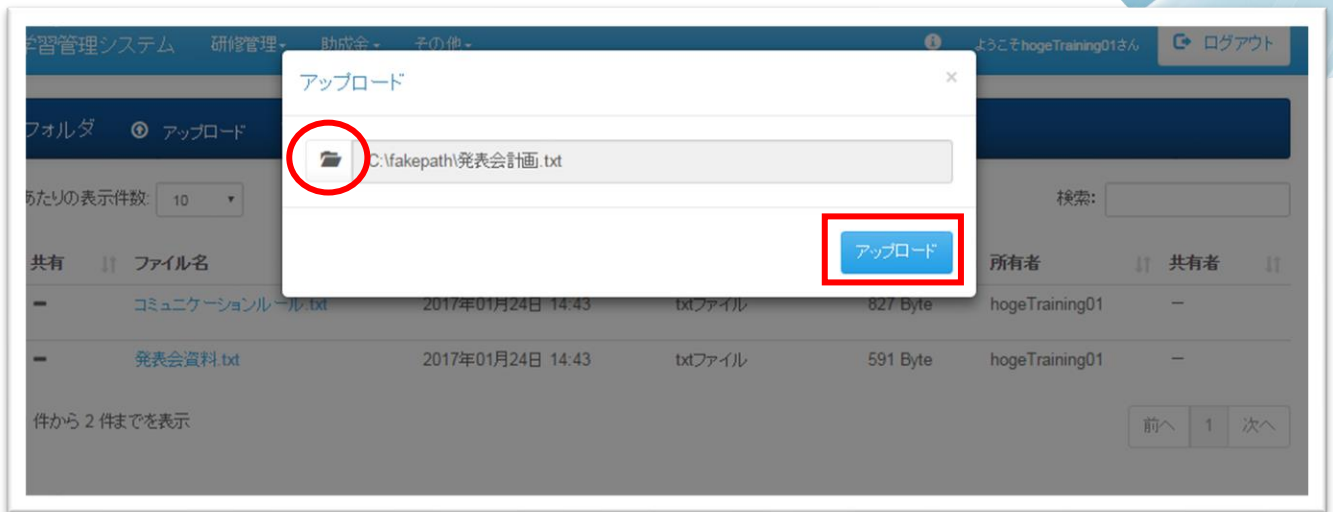 学習管理システム 研修管理 助成金 その他 ようこそhogeTraining01さん ログアウト
アップロード ×
フォルダ アップロード
C:\fakepath\発表会計画.txt
あたりの表示件数: 10 検索:
アップロード
共有 ファイル名 所有者 共有者
ー コミュニケーションルール.txt 2017年01月24日 14:43 txtファイル 827 Byte hogeTraining01 ー
ー 発表会資料.txt 2017年01月24日 14:43 txtファイル 591 Byte hogeTraining01 ー
件から 2 件までを表示
前へ 1 次へ